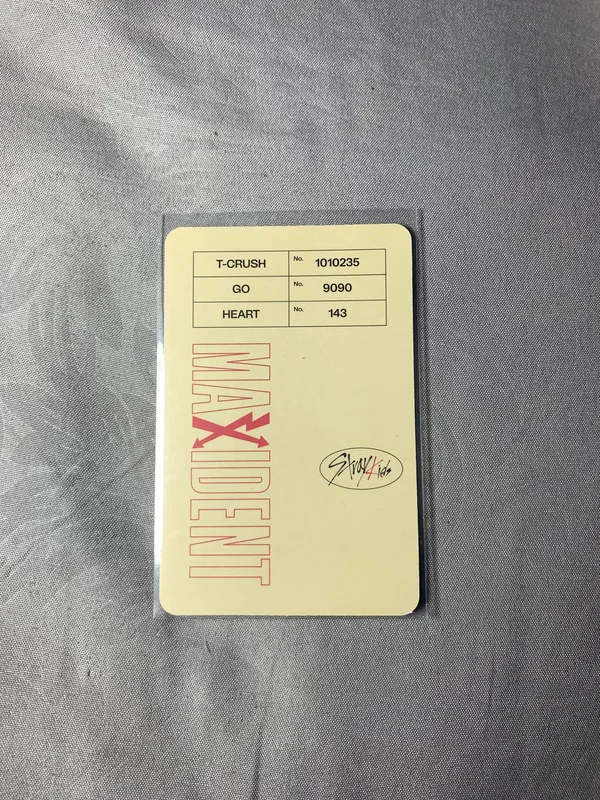 T-CRUSH No. 1010235
GO No. 9090
HEART No. 143
MAXIDENT
Stray Kids